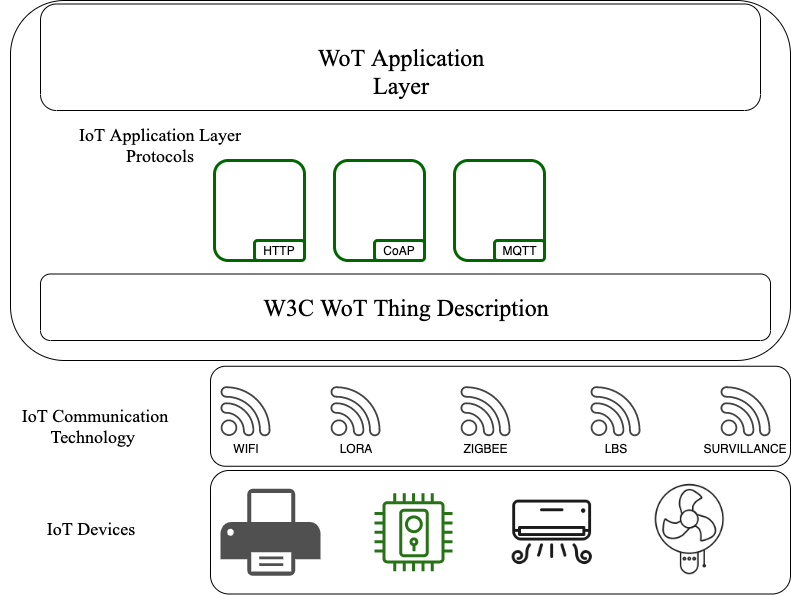 WoT Application
Layer
IoT Application Layer
Protocols
HTTP
CoAP
MQTT
W3C WoT Thing Description
IoT Communication
Technology
WIFI
LORA
ZIGBEE
LBS
SURVILLANCE
IoT Devices